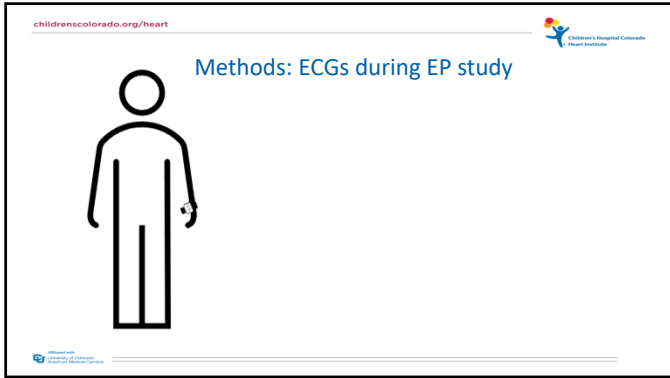 childrenscolorado.org/heart
Children's Hospital Colorado
Heart Institute
Methods: ECGs during EP study
Affiliated with
University of Colorado
Anschutz Medical Campus